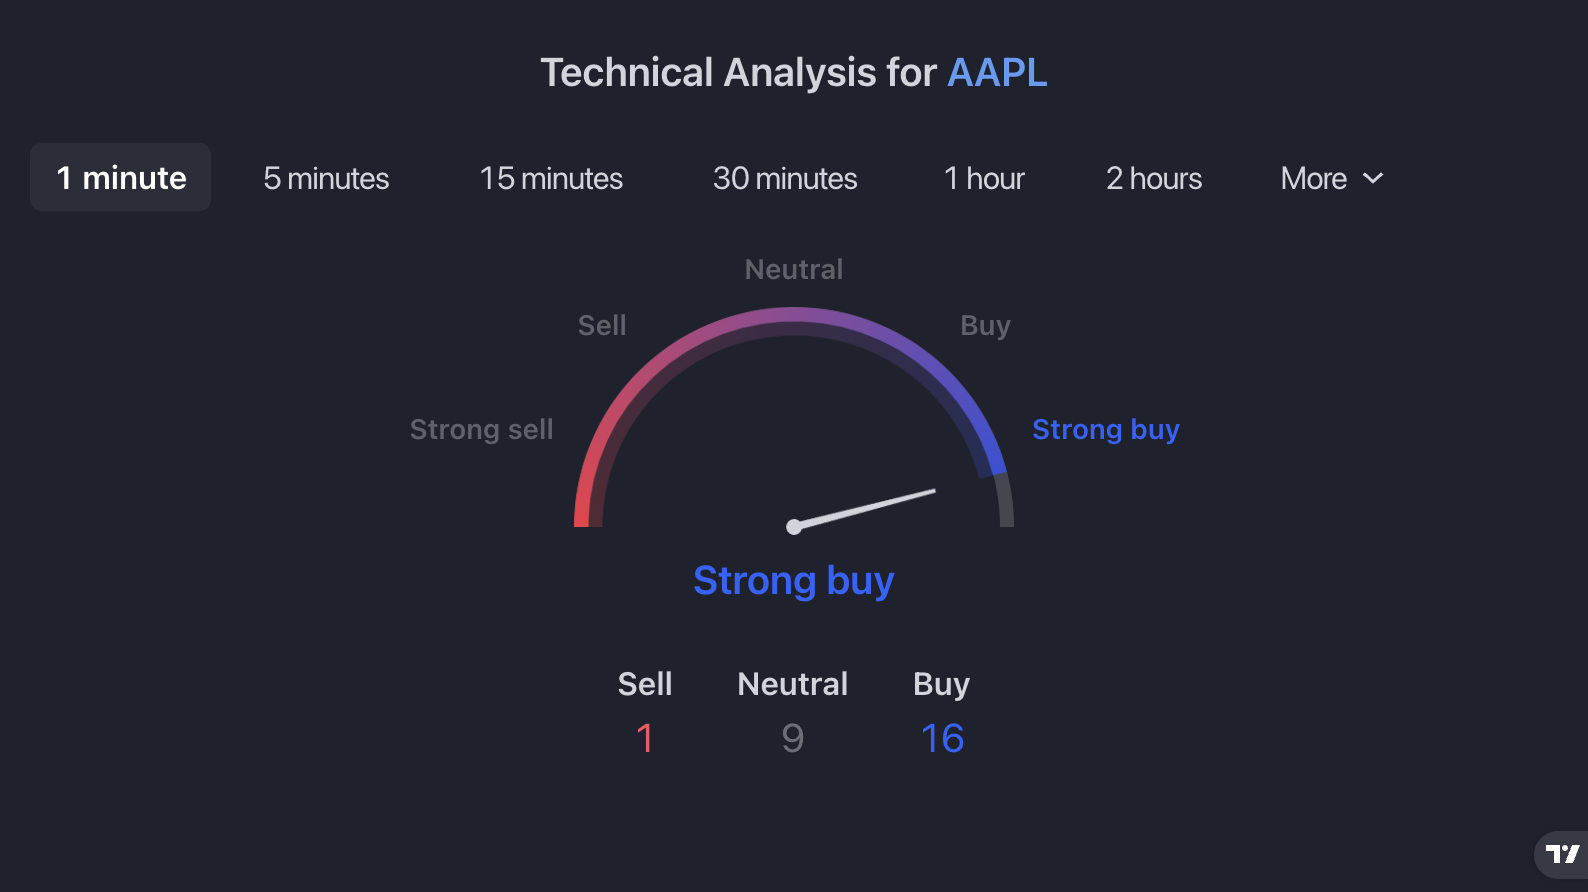 Technical Analysis for AAPL
1 minute 5 minutes 15 minutes 30 minutes 1 hour 2 hours More
Neutral
Sell Buy
Strong sell Strong buy
Strong buy
Sell Neutral Buy
1 9 16